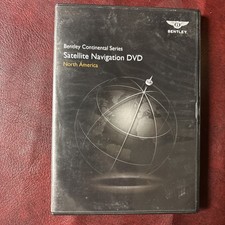 BENTLEY
Bentley Continental Series
Satellite Navigation DVD
North America